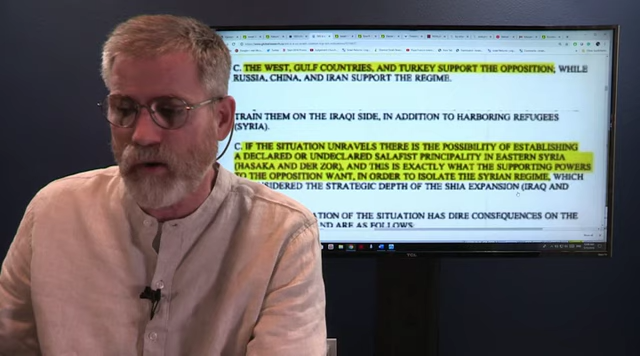 C. THE WEST, GULF COUNTRIES, AND TURKEY SUPPORT THE OPPOSITION; WHILE
RUSSIA, CHINA, AND IRAN SUPPORT THE REGIME.
TRAIN THEM ON THE IRAQI SIDE, IN ADDITION TO HARBORING REFUGEES
(SYRIA).
C. IF THE SITUATION UNRAVELS THERE IS THE POSSIBILITY OF ESTABLISHING
A DECLARED OR UNDECLARED SALAFIST PRINCIPALITY IN EASTERN SYRIA
(HASAKA AND DER ZOR), AND THIS IS EXACTLY WHAT THE SUPPORTING POWERS
TO THE OPPOSITION WANT, IN ORDER TO ISOLATE THE SYRIAN REGIME, WHICH
CONSIDERED THE STRATEGIC DEPTH OF THE SHIA EXPANSION (IRAQ AND
ATION OF THE SITUATION HAS DIRE CONSEQUENCES ON THE
ND ARE AS FOLLOWS:
TCL